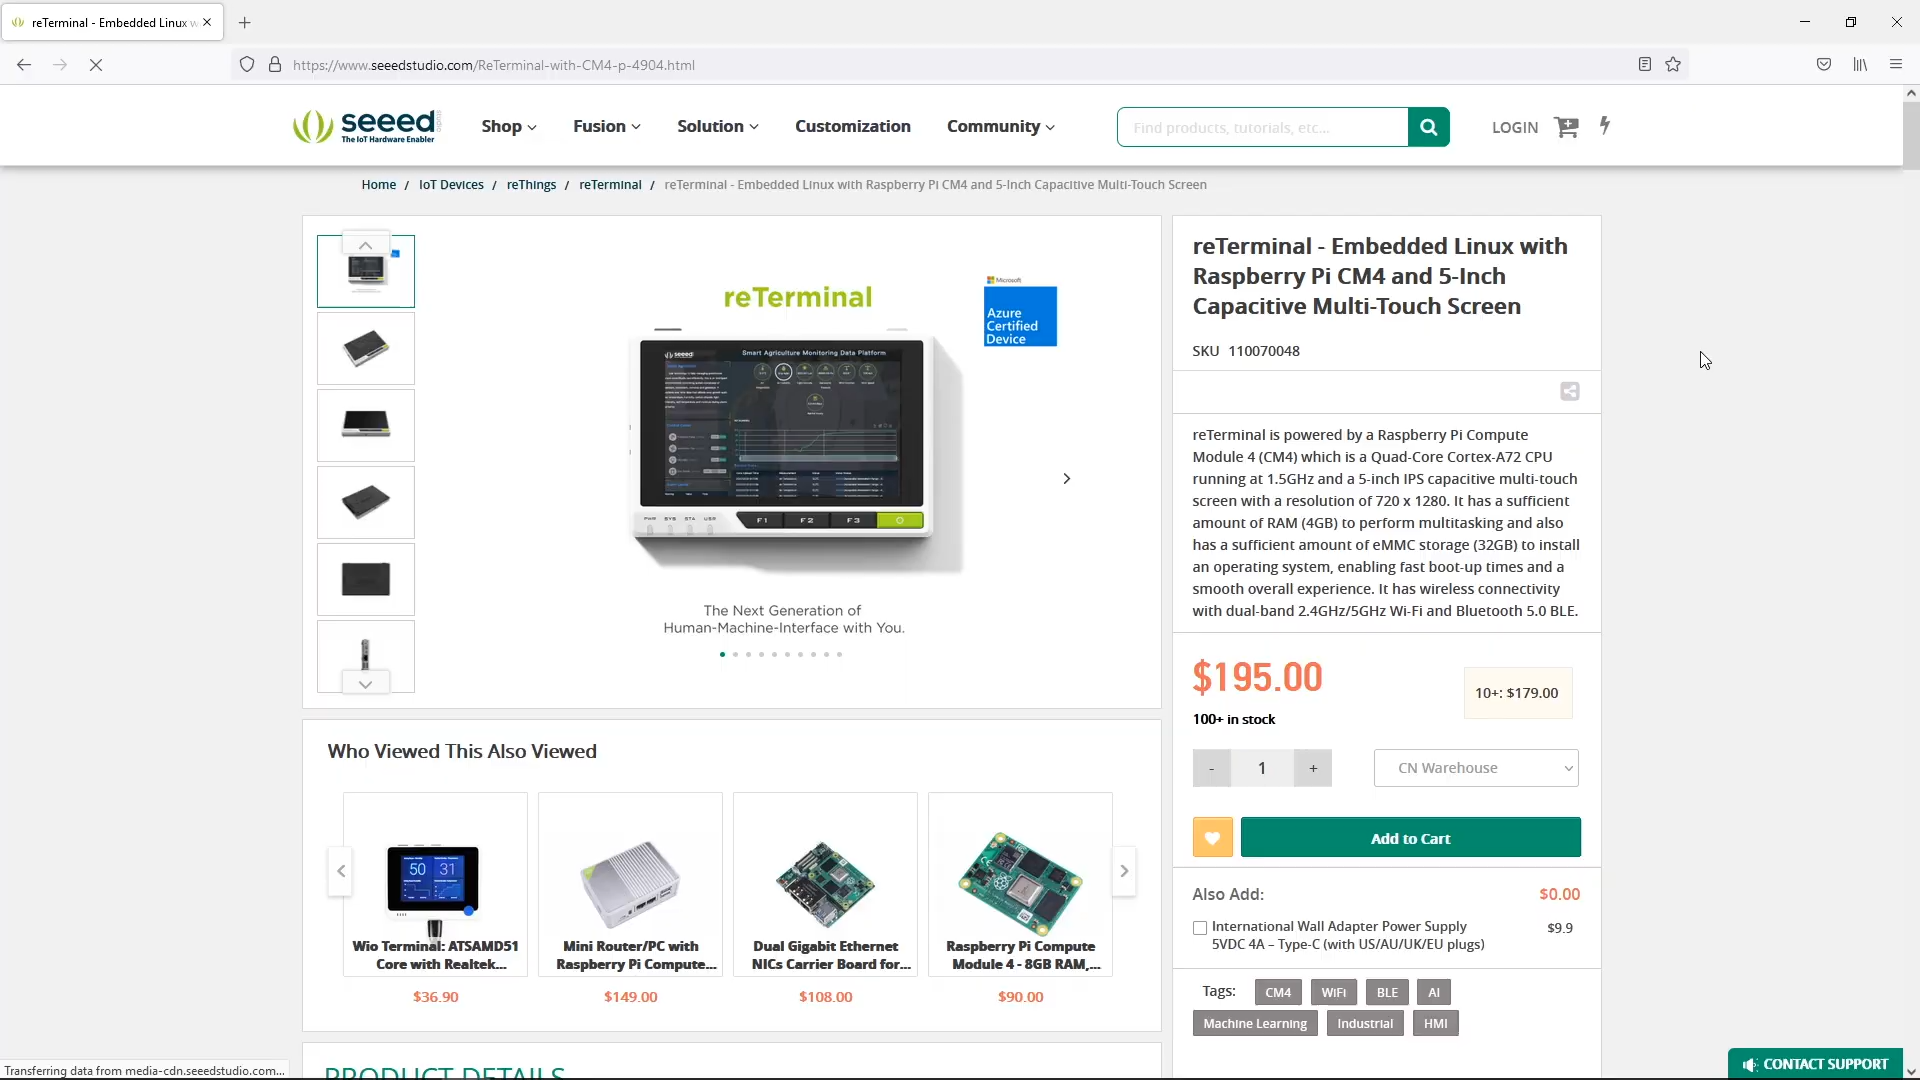 reTerminal - Embedded Linux w
https://www.seeedstudio.com/ReTerminal-with-CM4-p-4904.html
seeed studio
The IoT Hardware Enabler
Shop
Fusion
Solution
Customization
Community
Find products, tutorials, etc...
LOGIN
Home / IoT Devices / reThings / reTerminal / reTerminal - Embedded Linux with Raspberry Pi CM4 and 5-Inch Capacitive Multi-Touch Screen
reTerminal
Microsoft
Azure
Certified
Device
seeed
Smart Agriculture Monitoring Data Platform
PWR SYS STA USR
F1 F2 F3 O
The Next Generation of
Human-Machine-Interface with You.
reTerminal - Embedded Linux with
Raspberry Pi CM4 and 5-Inch
Capacitive Multi-Touch Screen
SKU 110070048
reTerminal is powered by a Raspberry Pi Compute
Module 4 (CM4) which is a Quad-Core Cortex-A72 CPU
running at 1.5GHz and a 5-inch IPS capacitive multi-touch
screen with a resolution of 720 x 1280. It has a sufficient
amount of RAM (4GB) to perform multitasking and also
has a sufficient amount of eMMC storage (32GB) to install
an operating system, enabling fast boot-up times and a
smooth overall experience. It has wireless connectivity
with dual-band 2.4GHz/5GHz Wi-Fi and Bluetooth 5.0 BLE.
$195.00
10+: $179.00
100+ in stock
- 1 +
CN Warehouse
Add to Cart
Also Add:
$0.00
International Wall Adapter Power Supply
5VDC 4A – Type-C (with US/AU/UK/EU plugs)
$9.9
Tags:
CM4
WiFi
BLE
AI
Machine Learning
Industrial
HMI
Who Viewed This Also Viewed
50 31
Wio Terminal: ATSAMD51
Core with Realtek...
$36.90
Mini Router/PC with
Raspberry Pi Compute...
$149.00
Dual Gigabit Ethernet
NICs Carrier Board for...
$108.00
Raspberry Pi Compute
Module 4 - 8GB RAM,...
$90.00
PRODUCT DETAILS
CONTACT SUPPORT
Transferring data from media-cdn.seeedstudio.com...